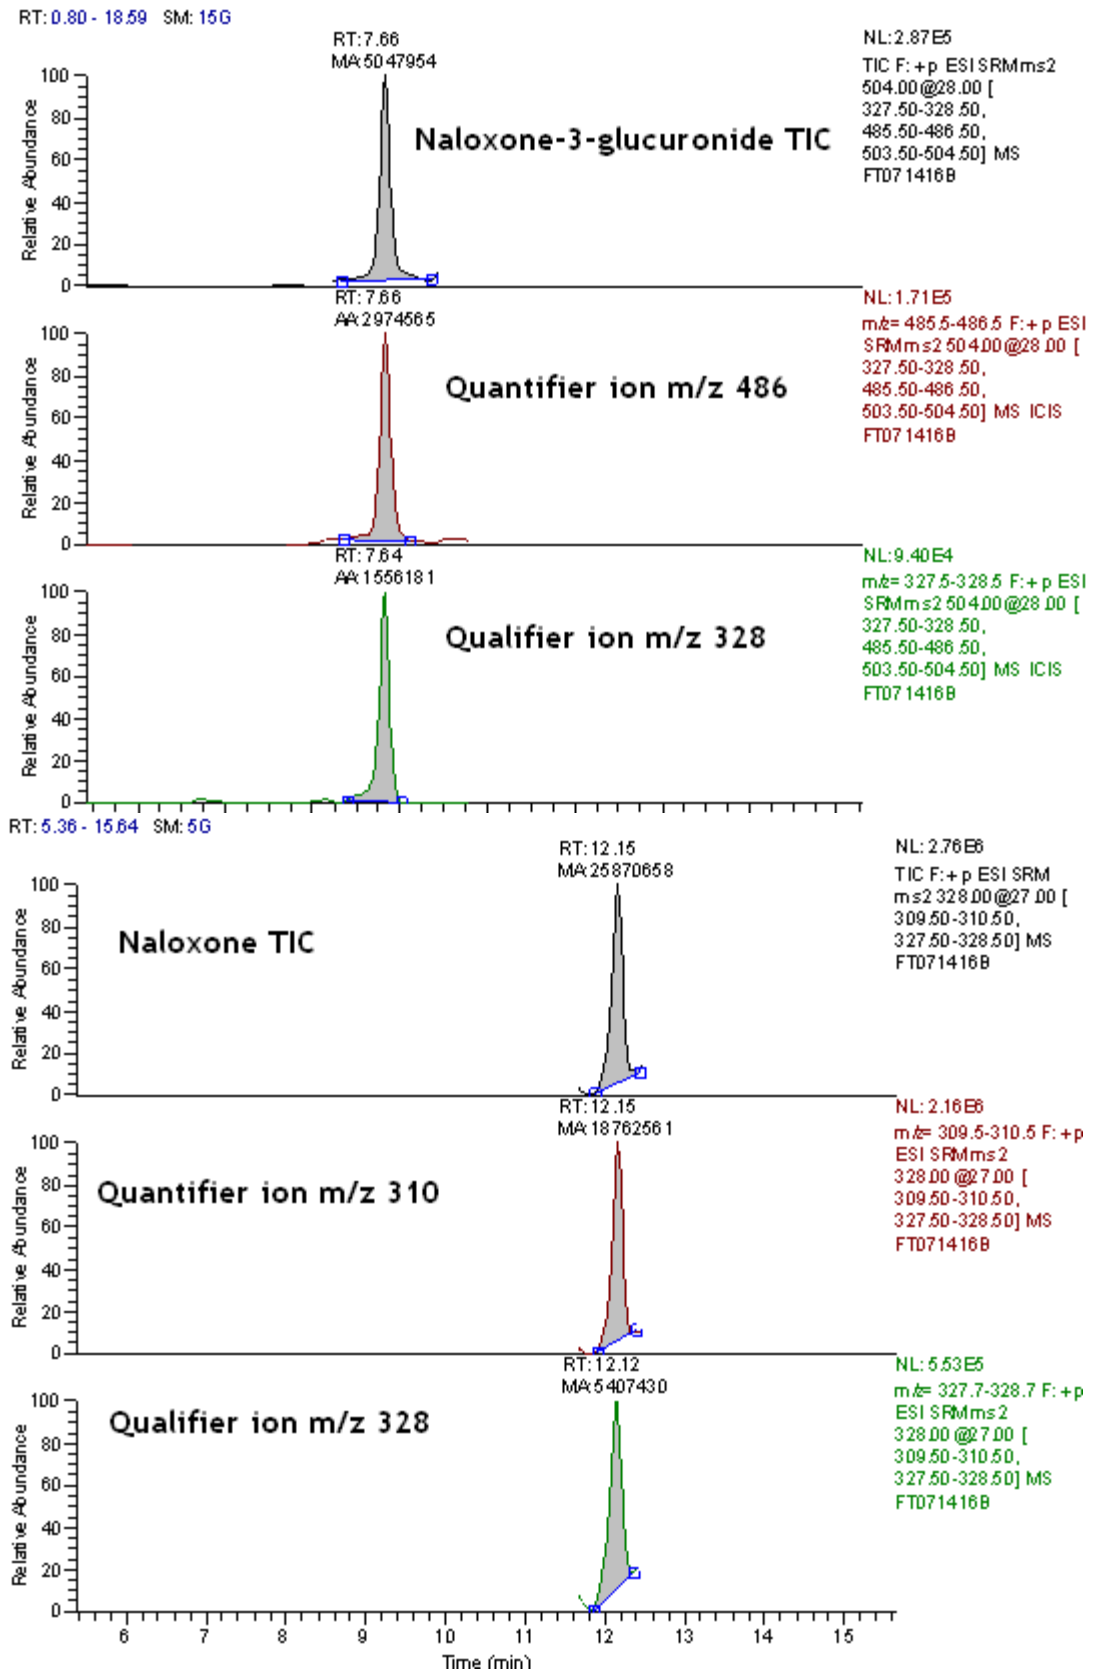 RT: 0.80 - 18.59 SM: 15G
RT: 7.66
MA: 5047954
NL: 2.87E5
TIC F: + p ESI SRM ms2
504.00@28.00 [
327.50-328.50,
485.50-486.50,
503.50-504.50] MS
FT071416B
100
80
60
40
20
0
Relative Abundance
Naloxone-3-glucuronide TIC
RT: 7.66
AA: 2974565
NL: 1.71E5
m/z= 485.5-486.5 F: + p ESI
SRM ms2 504.00@28.00 [
327.50-328.50,
485.50-486.50,
503.50-504.50] MS ICIS
FT071416B
100
80
60
40
20
0
Relative Abundance
Quantifier ion m/z 486
RT: 7.64
AA: 1556181
NL: 9.40E4
m/z= 327.5-328.5 F: + p ESI
SRM ms2 504.00@28.00 [
327.50-328.50,
485.50-486.50,
503.50-504.50] MS ICIS
FT071416B
100
80
60
40
20
0
Relative Abundance
Qualifier ion m/z 328
RT: 5.36 - 15.64 SM: 5G
RT: 12.15
MA: 25870658
NL: 2.76E6
TIC F: + p ESI SRM
ms2 328.00@27.00 [
309.50-310.50,
327.50-328.50] MS
FT071416B
100
80
60
40
20
0
Relative Abundance
Naloxone TIC
RT: 12.15
MA: 18762561
NL: 2.16E6
m/z= 309.5-310.5 F: + p
ESI SRM ms2
328.00@27.00 [
309.50-310.50,
327.50-328.50] MS
FT071416B
100
80
60
40
20
0
Relative Abundance
Quantifier ion m/z 310
RT: 12.12
MA: 5407430
NL: 5.53E5
m/z= 327.7-328.7 F: + p
ESI SRM ms2
328.00@27.00 [
309.50-310.50,
327.50-328.50] MS
FT071416B
100
80
60
40
20
0
Relative Abundance
Qualifier ion m/z 328
6 7 8 9 10 11 12 13 14 15
Time (min)